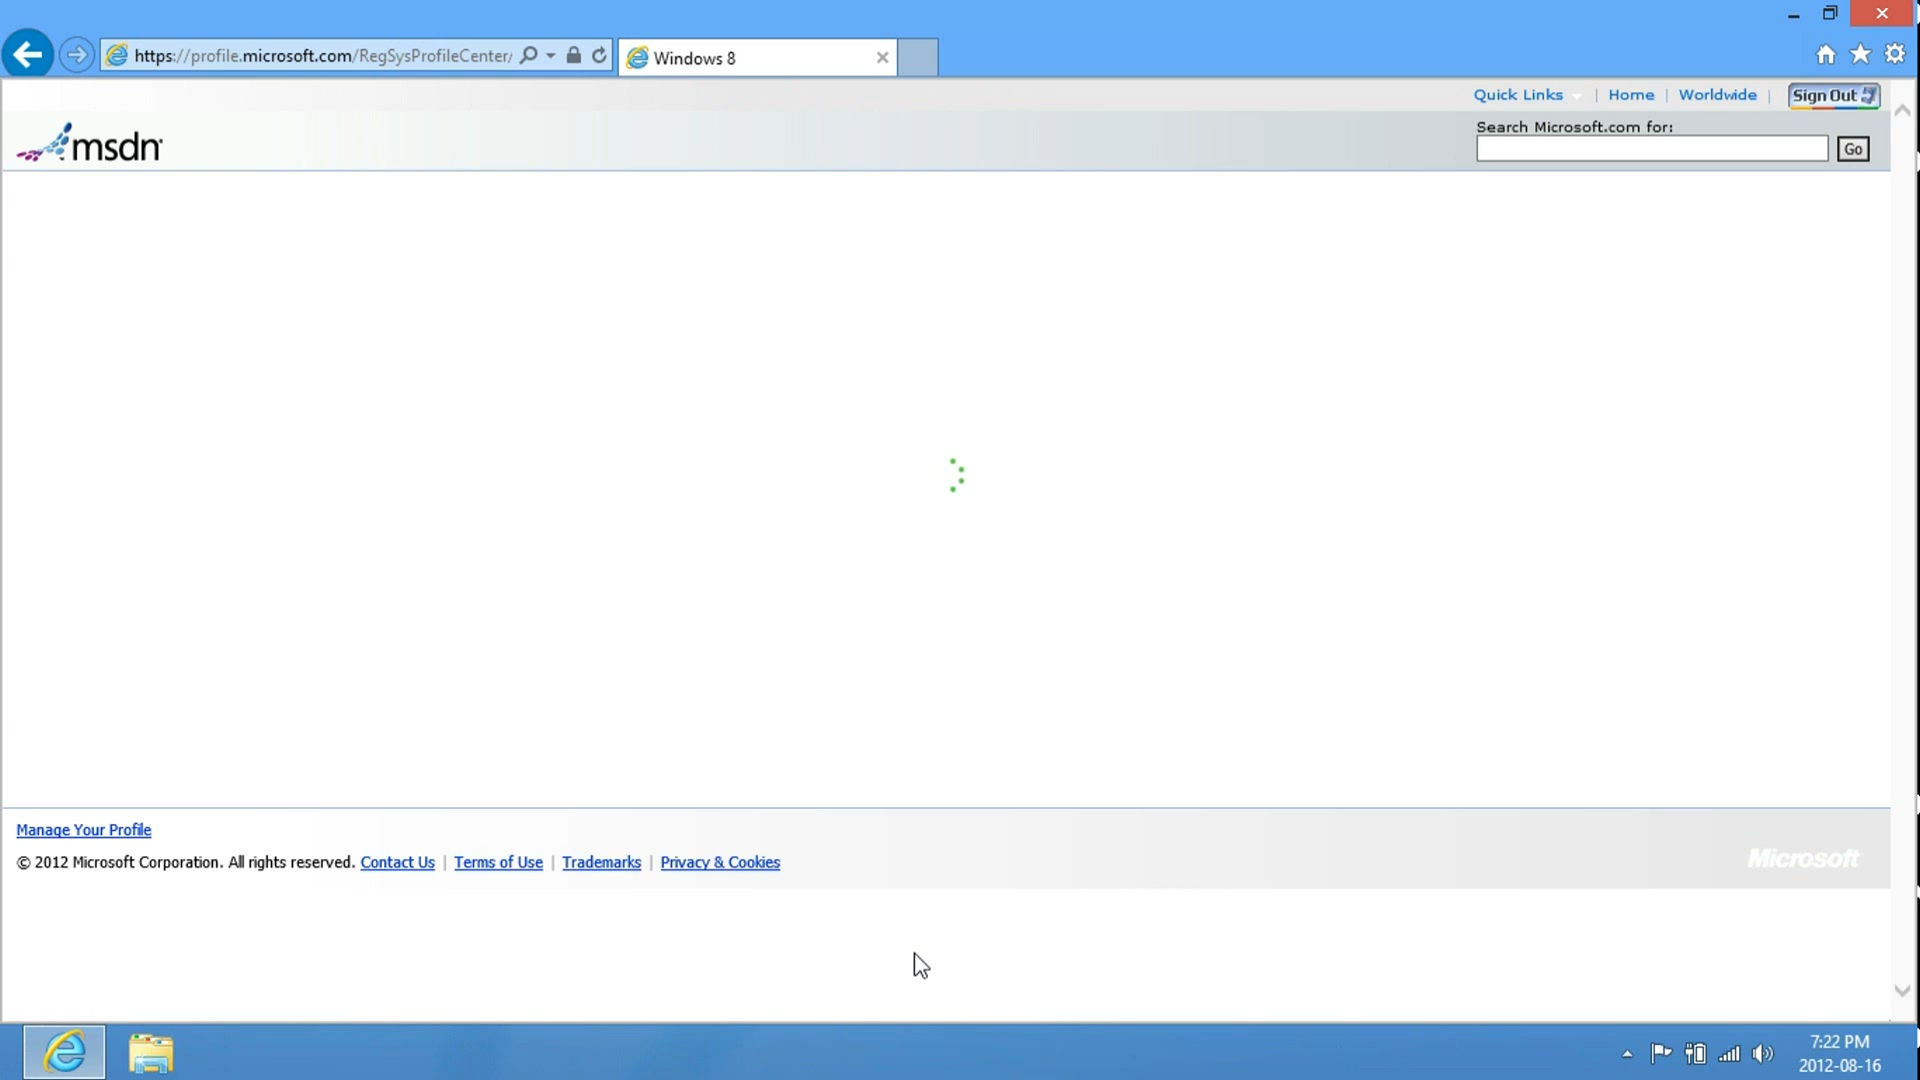 https://profile.microsoft.com/RegSysProfileCenter/
Windows 8
Quick Links | Home | Worldwide | Sign Out
msdn
Search Microsoft.com for:
Go
Manage Your Profile
© 2012 Microsoft Corporation. All rights reserved. Contact Us | Terms of Use | Trademarks | Privacy & Cookies
Microsoft
7:22 PM
2012-08-16